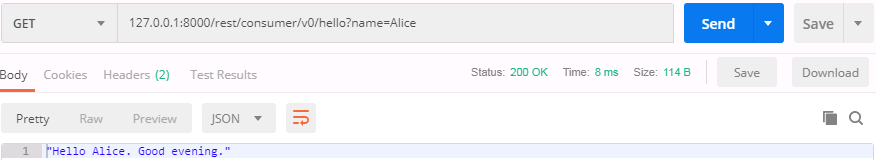 GET 127.0.0.1:8000/rest/consumer/v0/hello?name=Alice Send Save
Body Cookies Headers (2) Test Results Status: 200 OK Time: 8 ms Size: 114 B Save Download
Pretty Raw Preview JSON
1 "Hello Alice. Good evening."